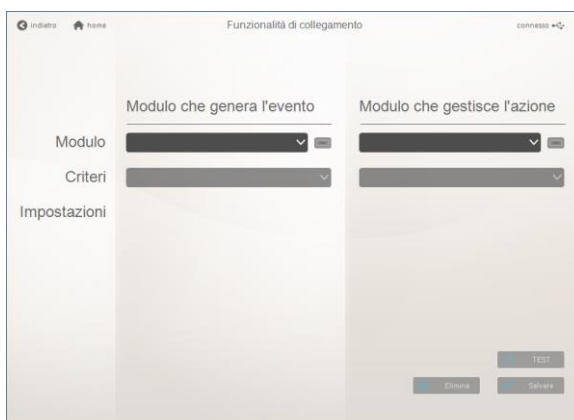 indietro home Funzionalitá di collegamento connesso
Modulo che genera l'evento Modulo che gestisce l'azione
Modulo
Criteri
Impostazioni
TEST
Elimina Salvare